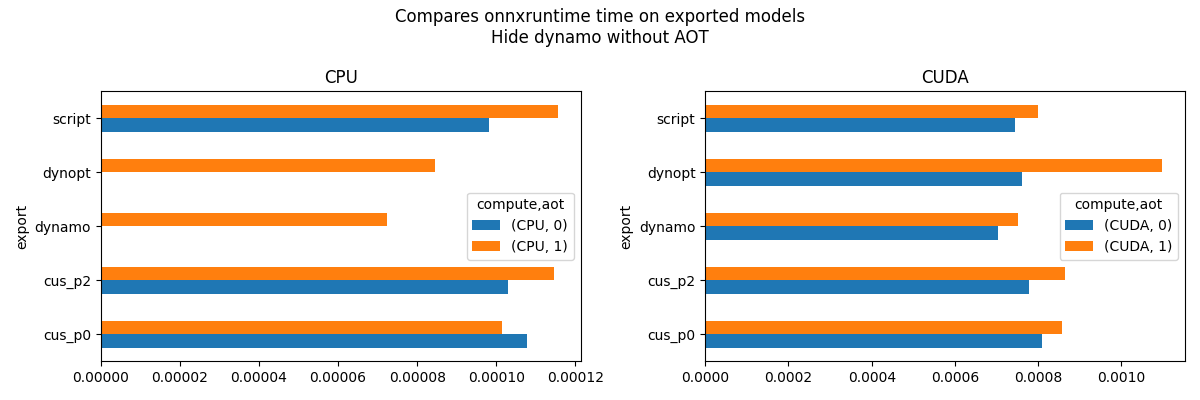 Compares onnxruntime time on exported models
Hide dynamo without AOT
CPU
export
script
dynopt
dynamo
cus_p2
cus_p0
compute,aot
(CPU, 0)
(CPU, 1)
0.00000 0.00002 0.00004 0.00006 0.00008 0.00010 0.00012
CUDA
export
script
dynopt
dynamo
cus_p2
cus_p0
compute,aot
(CUDA, 0)
(CUDA, 1)
0.0000 0.0002 0.0004 0.0006 0.0008 0.0010